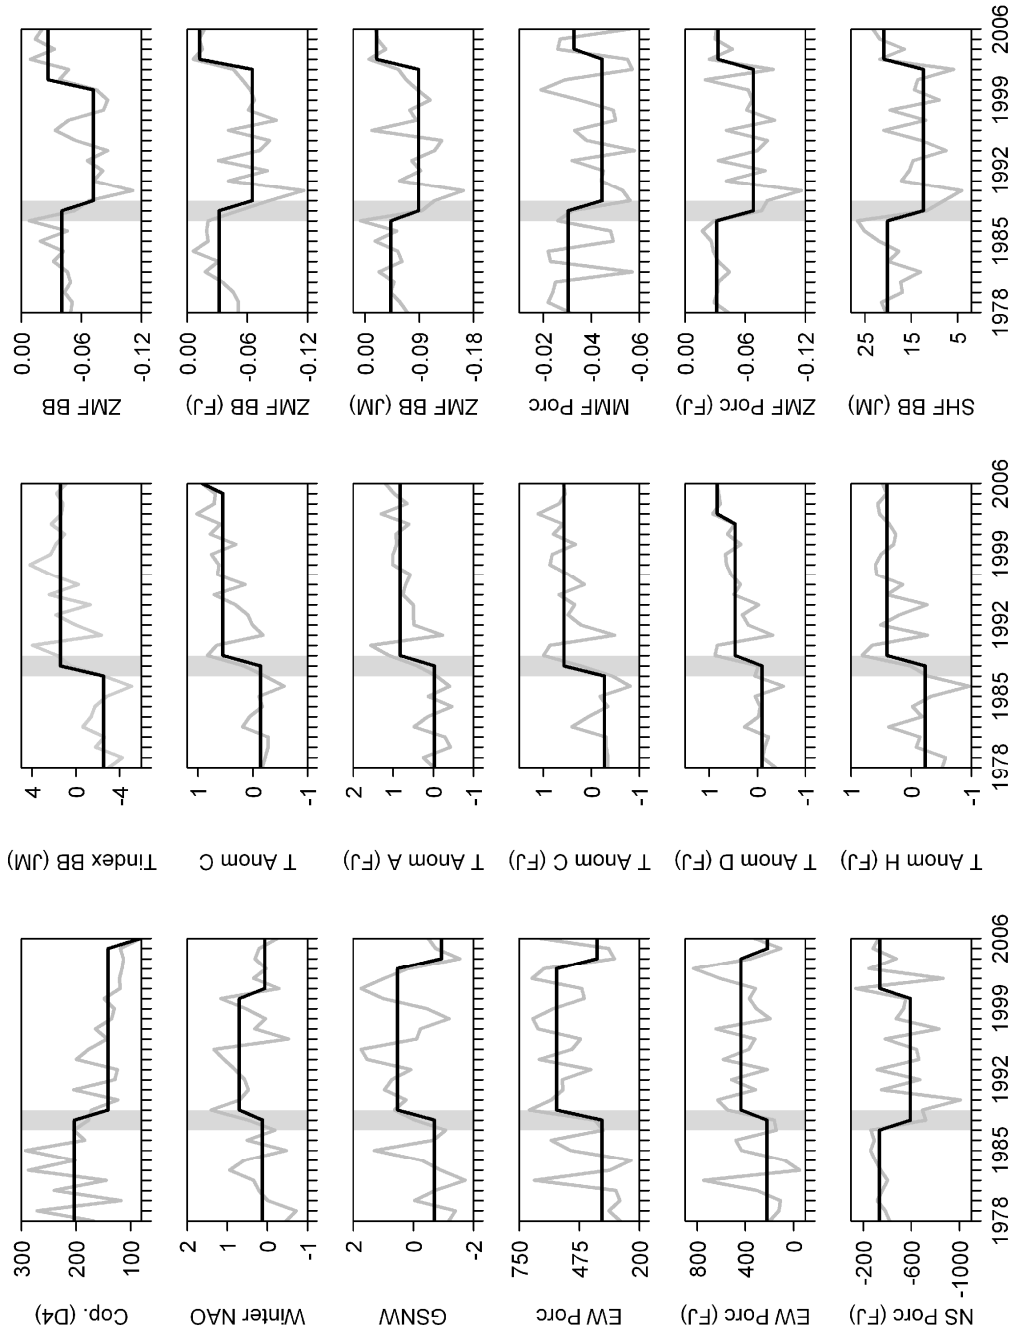 Cop. (D4)
300
200
100
Winter NAO
2
1
0
-1
GSNW
2
0
-2
EW Porc
750
475
200
EW Porc (FJ)
800
400
0
NS Porc (FJ)
-200
-600
-1000
1978 1985 1992 1999 2006
Tindex BB (JM)
4
0
-4
T Anom C
1
0
-1
T Anom A (FJ)
2
1
0
-1
T Anom C (FJ)
1
0
-1
T Anom D (FJ)
1
0
-1
T Anom H (FJ)
1
0
-1
1978 1985 1992 1999 2006
ZMF BB
0.00
-0.06
-0.12
ZMF BB (FJ)
0.00
-0.06
-0.12
ZMF BB (JM)
0.00
-0.09
-0.18
MMF Porc
-0.02
-0.04
-0.06
ZMF Porc (FJ)
0.00
-0.06
-0.12
SHF BB (JM)
25
15
5
1978 1985 1992 1999 2006